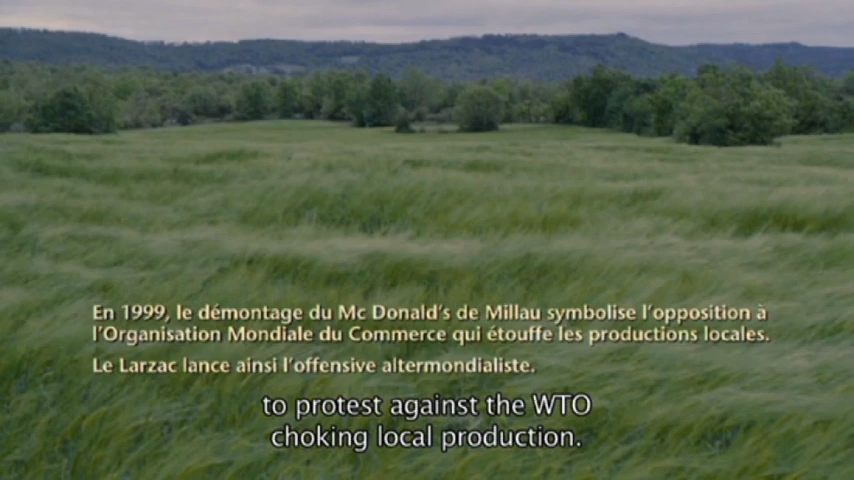 En 1999, le démontage du Mc Donald's de Millau symbolise l'opposition à
l'Organisation Mondiale du Commerce qui étouffe les productions locales.
Le Larzac lance ainsi l'offensive altermondialiste.
to protest against the WTO
choking local production.